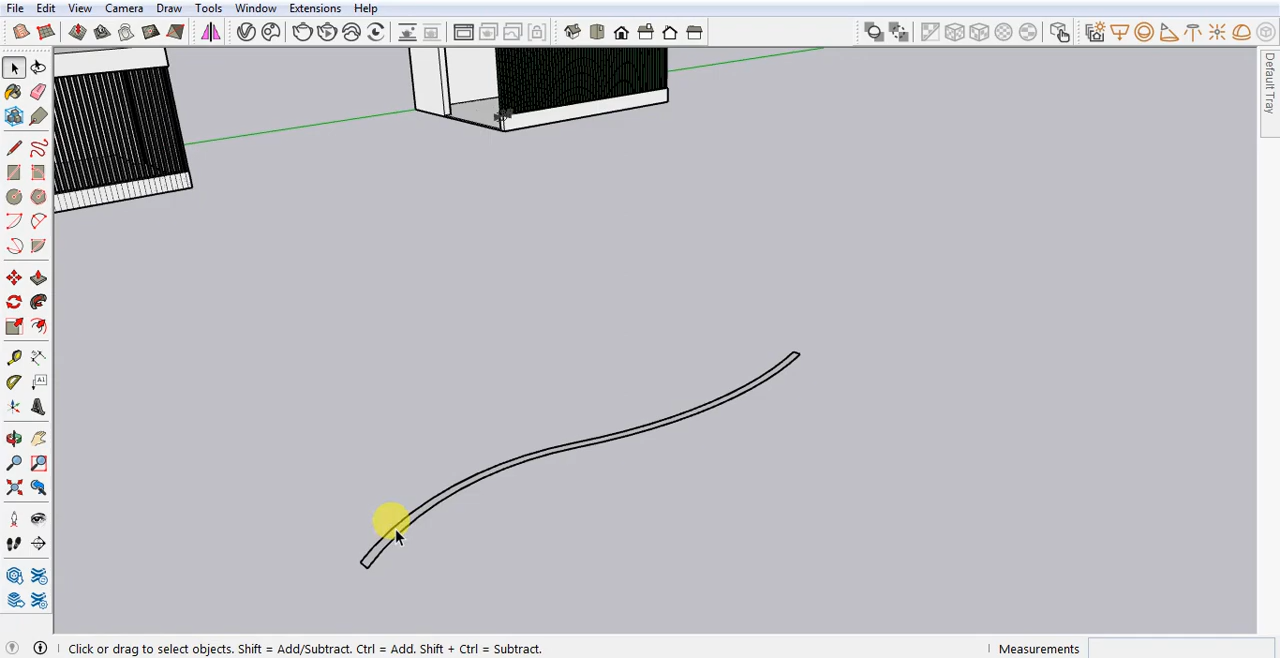 File Edit View Camera Draw Tools Window Extensions Help
Default Tray
A1
Click or drag to select objects. Shift = Add/Subtract. Ctrl = Add. Shift + Ctrl = Subtract.
Measurements